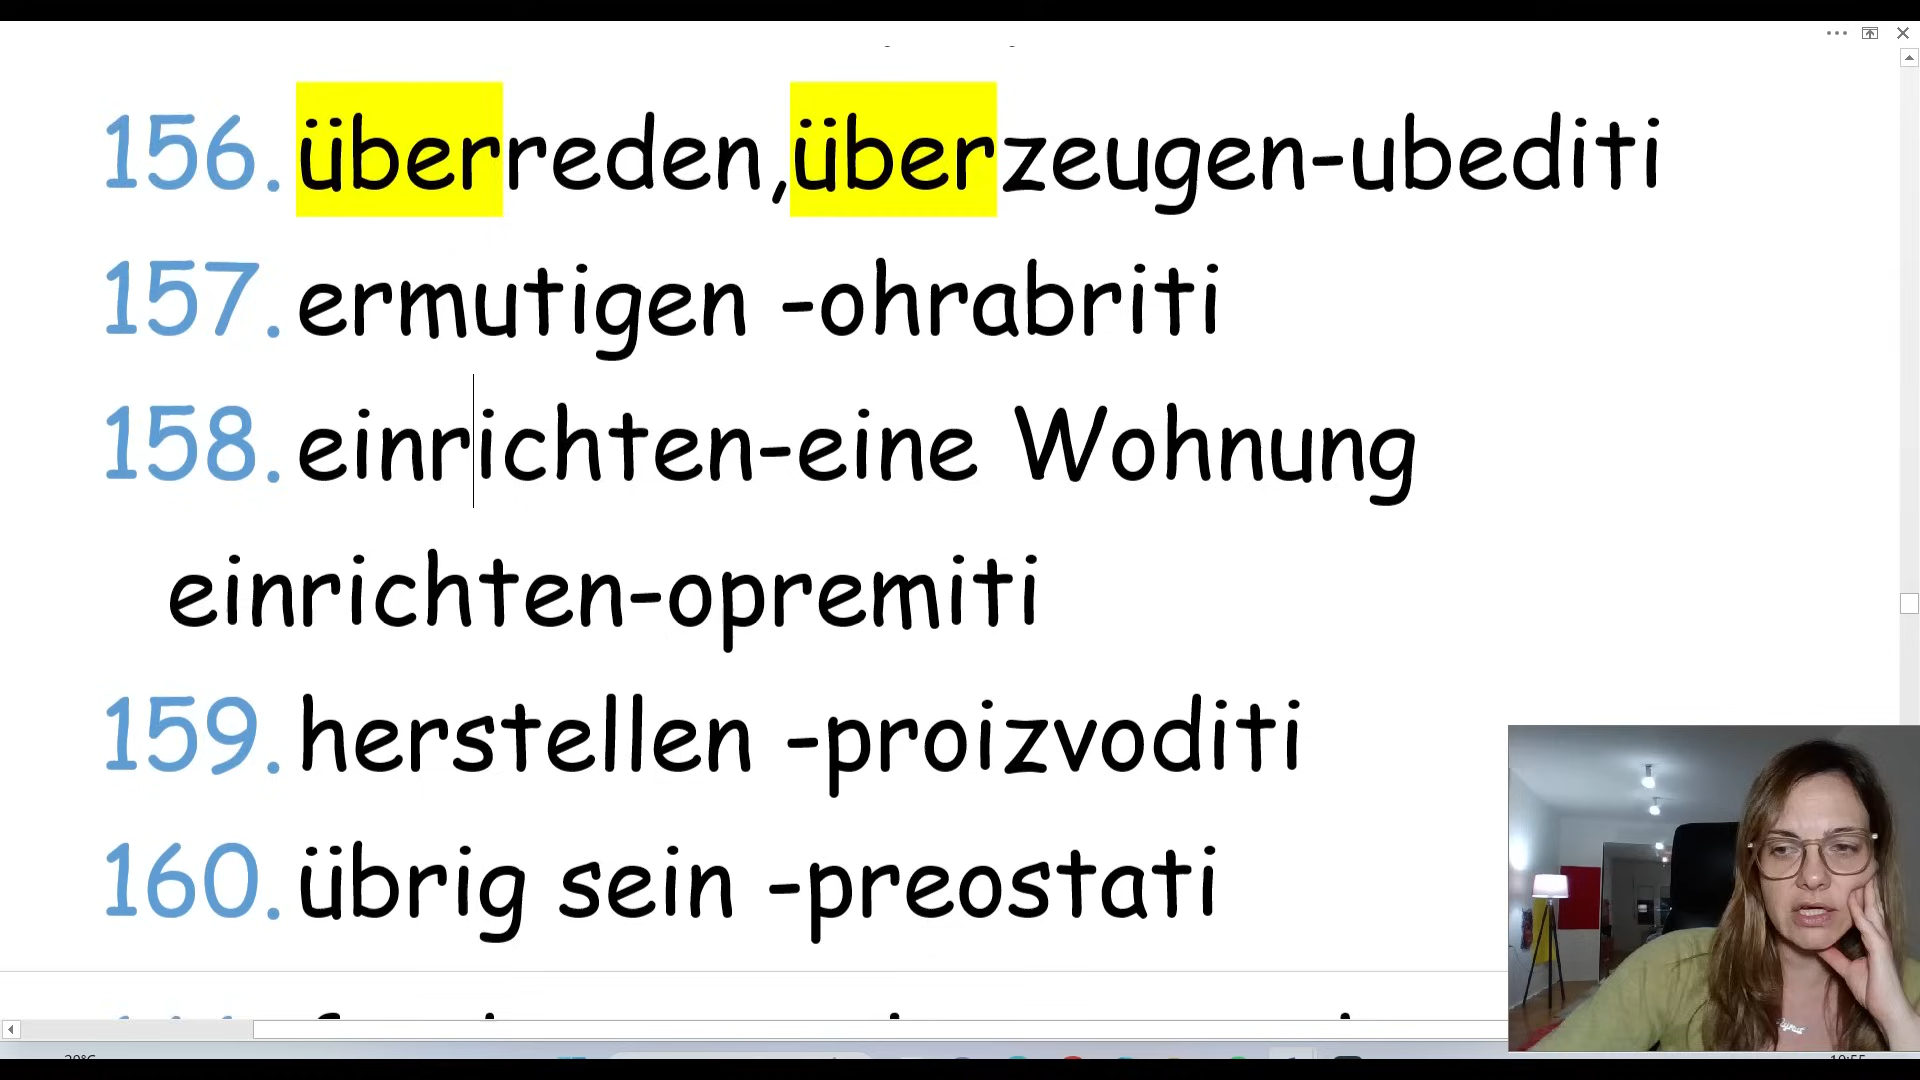 156. überreden,überzeugen-ubediti
157. ermutigen -ohrabriti
158. einrichten-eine Wohnung
einrichten-opremiti
159. herstellen -proizvoditi
160. übrig sein -preostati